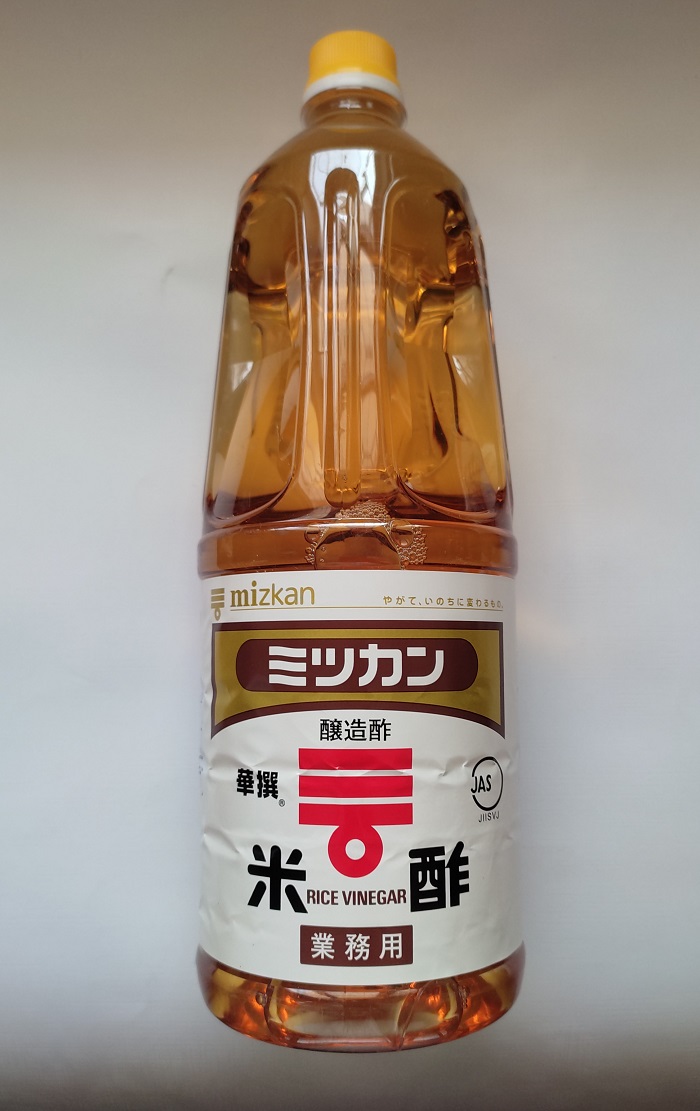 mizkan
やがて、いのちに変わるもの。
ミツカン
醸造酢
華撰®
JAS
JIISVJ
米酢
RICE VINEGAR
業務用